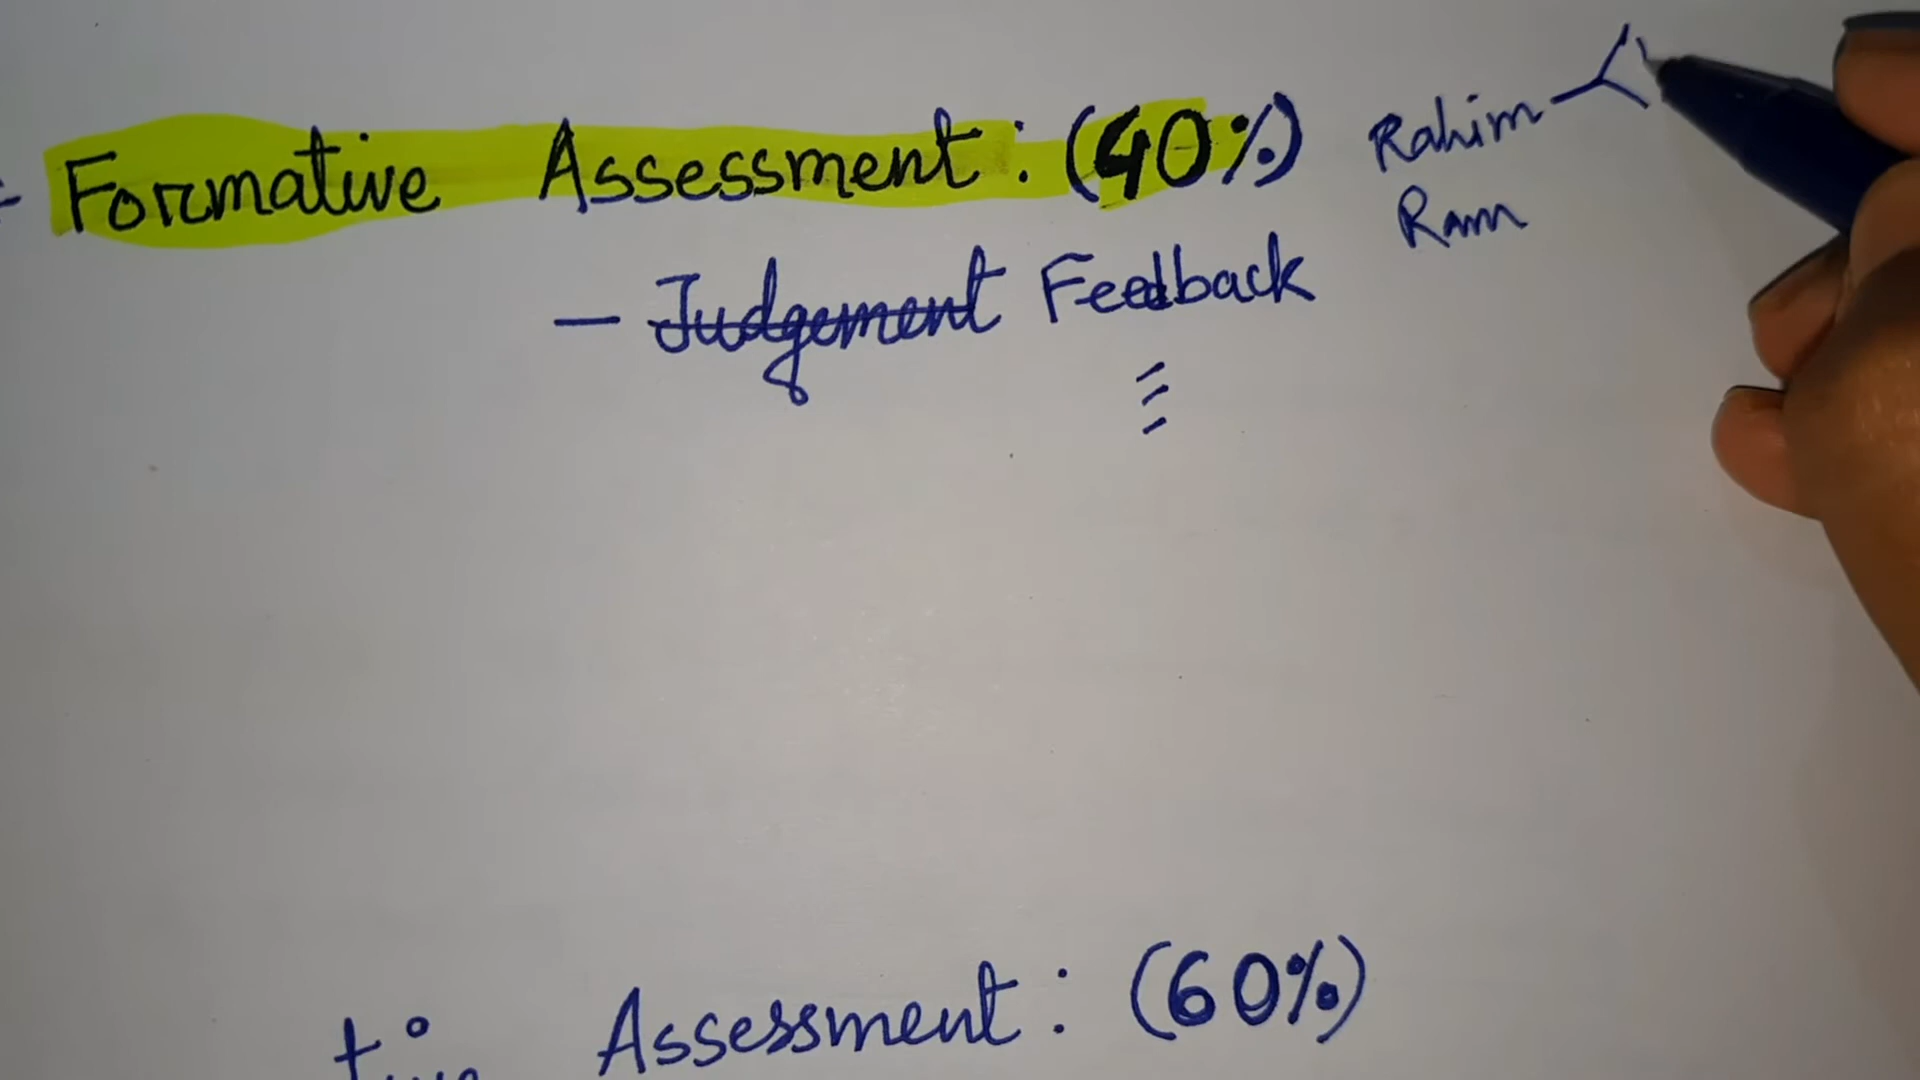 Formative Assessment: (40%)
Rahim
Ram
– Judgement Feedback
Assessment: (60%)